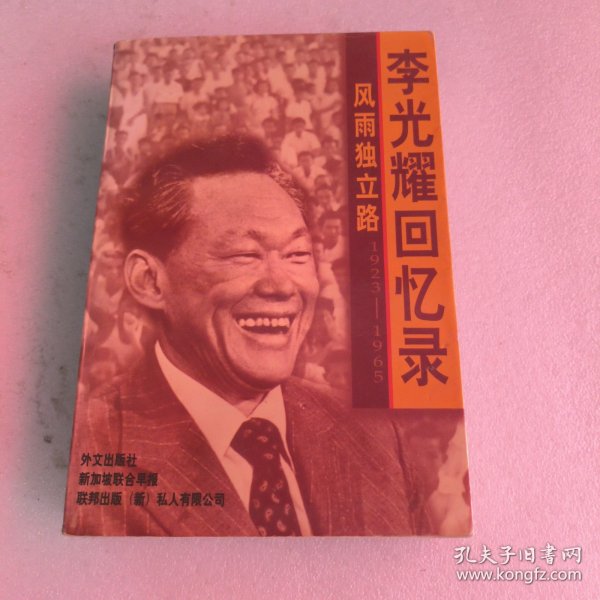 李光耀回忆录
风雨独立路
1923—1965
外文出版社
新加坡联合早报
联邦出版（新）私人有限公司
孔夫子旧书网
www.kongfz.com